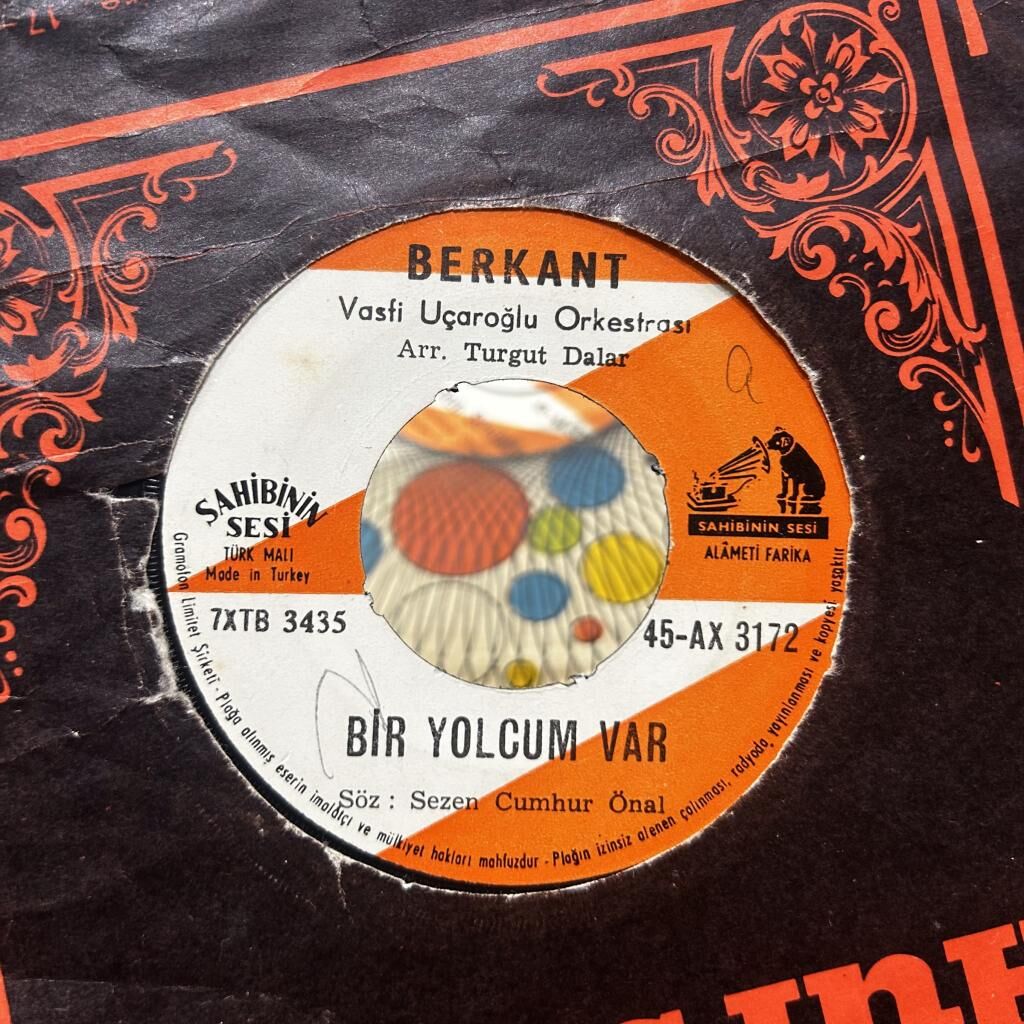 BERKANT
Vasfi Uçaroğlu Orkestrası
Arr. Turgut Dalar
a
SAHİBİNİN
SESİ
TÜRK MALI
Made in Turkey
SAHİBİNİN SESİ
ALÂMETİ FARİKA
7XTB 3435
45-AX 3172
BİR YOLCUM VAR
Söz : Sezen Cumhur Önal
Gramofon Limitet Şirketi - Plağa alınmış eserin imalâtçı ve mülkiyet hakları mahfuzdur - Plağın izinsiz alenen çalınması, radyoda yayınlanması ve kopyesi yasaktır